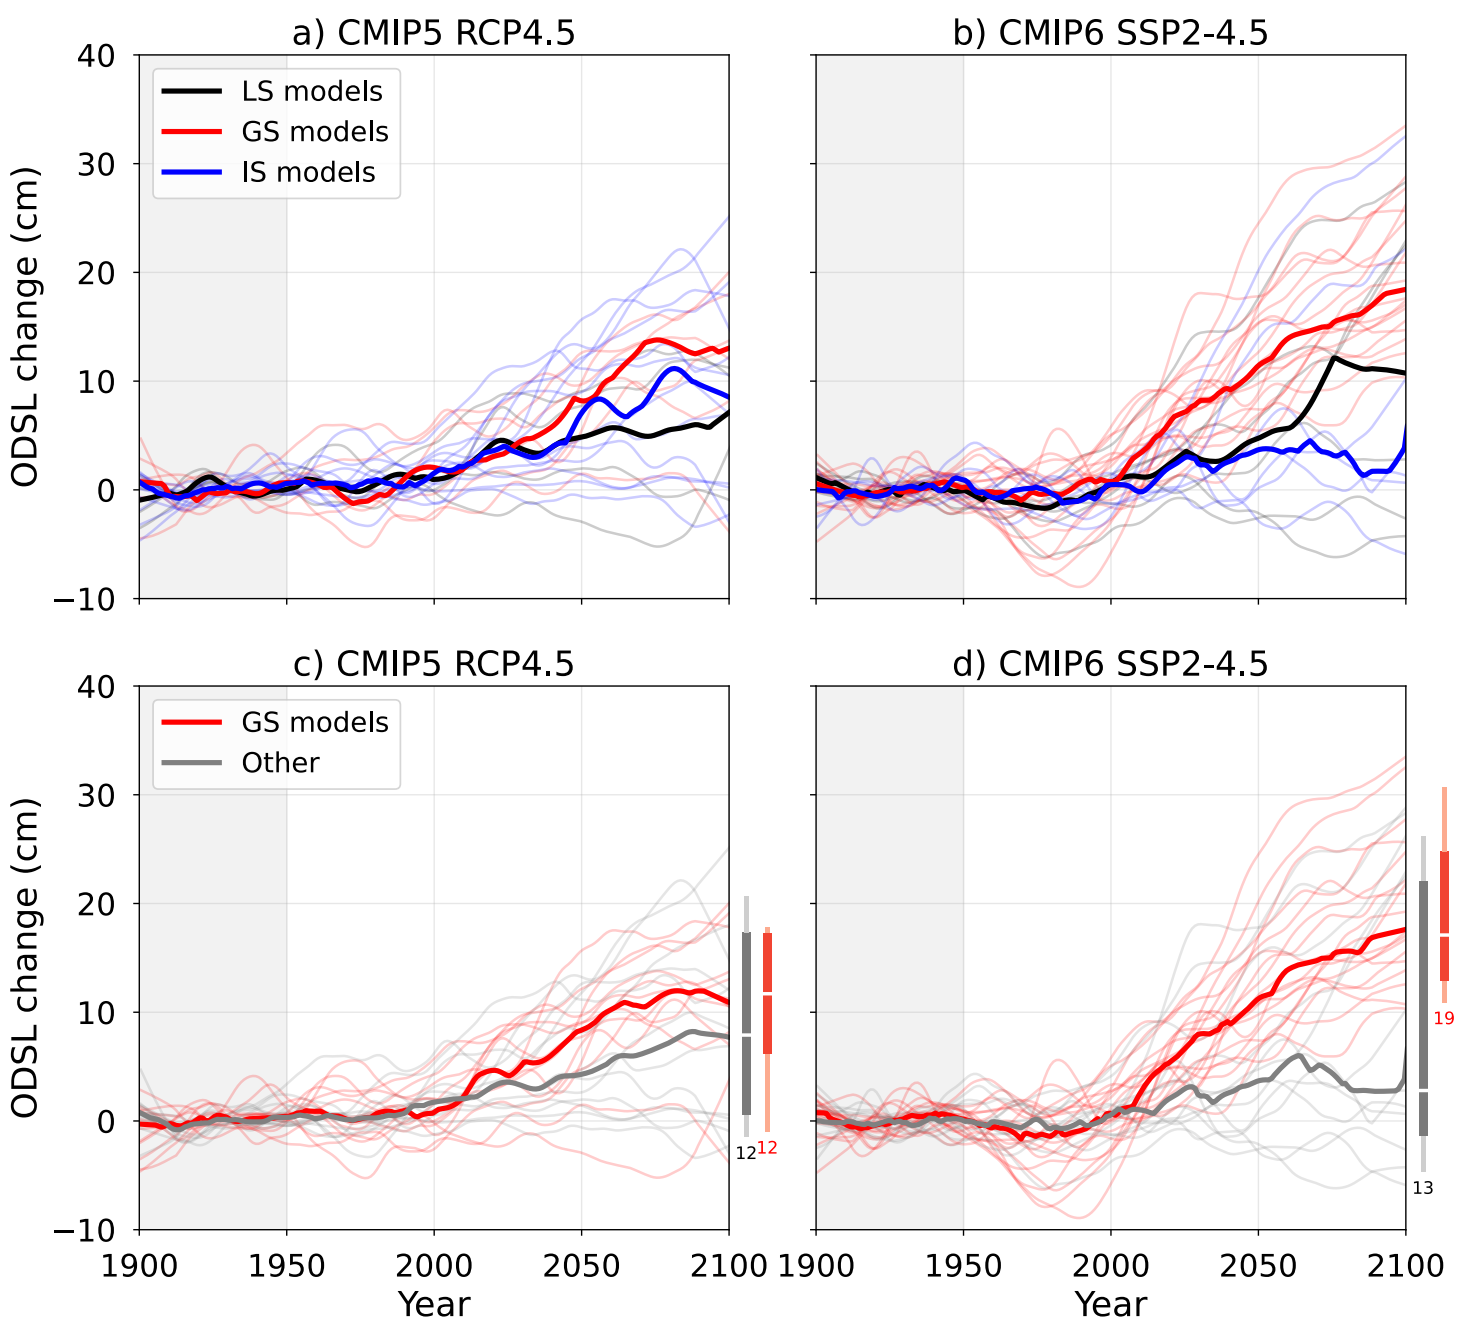 a) CMIP5 RCP4.5
b) CMIP6 SSP2-4.5
ODSL change (cm)
40
30
20
10
0
−10
LS models
GS models
IS models
c) CMIP5 RCP4.5
d) CMIP6 SSP2-4.5
ODSL change (cm)
40
30
20
10
0
−10
GS models
Other
12
12
13
19
1900 1950 2000 2050 2100
1900 1950 2000 2050 2100
Year
Year